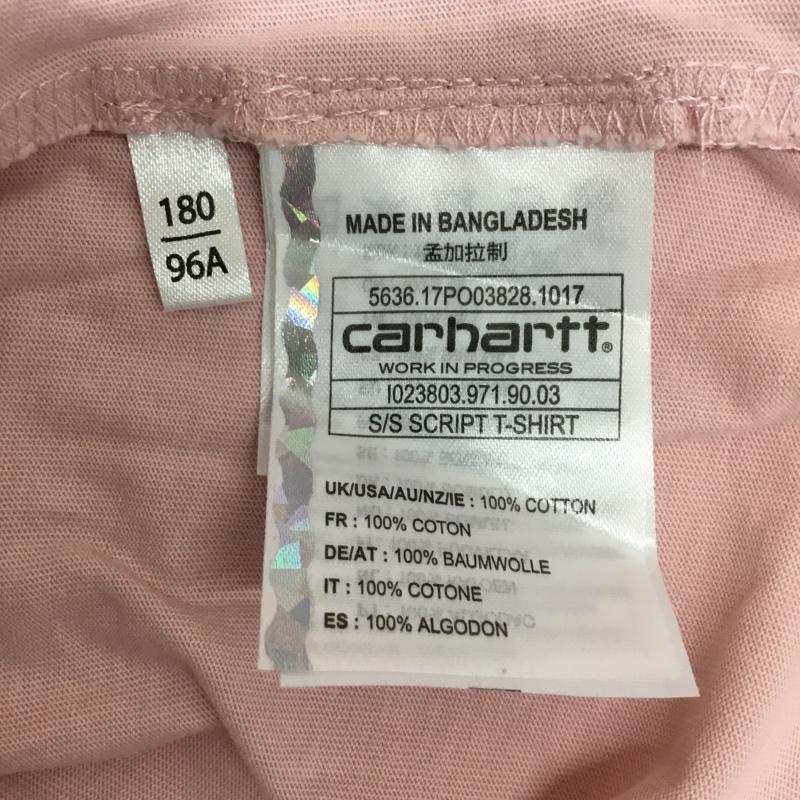 180
96A
MADE IN BANGLADESH
孟加拉制
5636.17PO03828.1017
carhartt®
WORK IN PROGRESS
I023803.971.90.03
S/S SCRIPT T-SHIRT
UK/USA/AU/NZ/IE : 100% COTTON
FR : 100% COTON
DE/AT : 100% BAUMWOLLE
IT : 100% COTONE
ES : 100% ALGODON